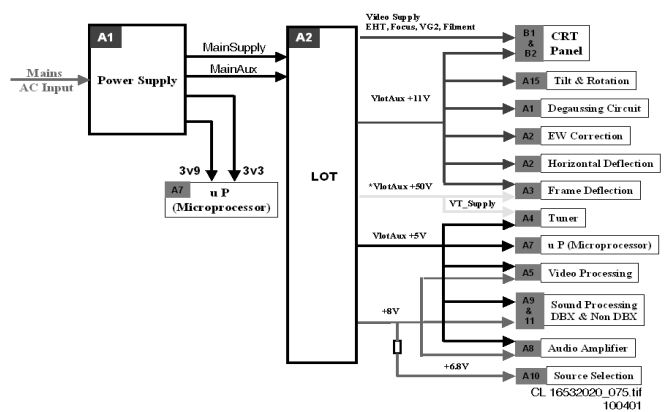 A1
Power Supply
Mains
AC Input
MainSupply
MainAux
3v9
3v3
A7
u P
(Microprocessor)
A2
LOT
Video Supply
EHT, Focus, VG2, Filment
VlotAux +11V
*VlotAux +50V
VT_Supply
VlotAux +5V
+8V
+6.8V
B1
&
B2
CRT
Panel
A15 Tilt & Rotation
A1 Degaussing Circuit
A2 EW Correction
A2 Horizontal Deflection
A3 Frame Deflection
A4 Tuner
A7 u P (Microprocessor)
A5 Video Processing
A9
&
11
Sound Processing
DBX & Non DBX
A8 Audio Amplifier
A10 Source Selection
CL 16532020_075.tif
100401